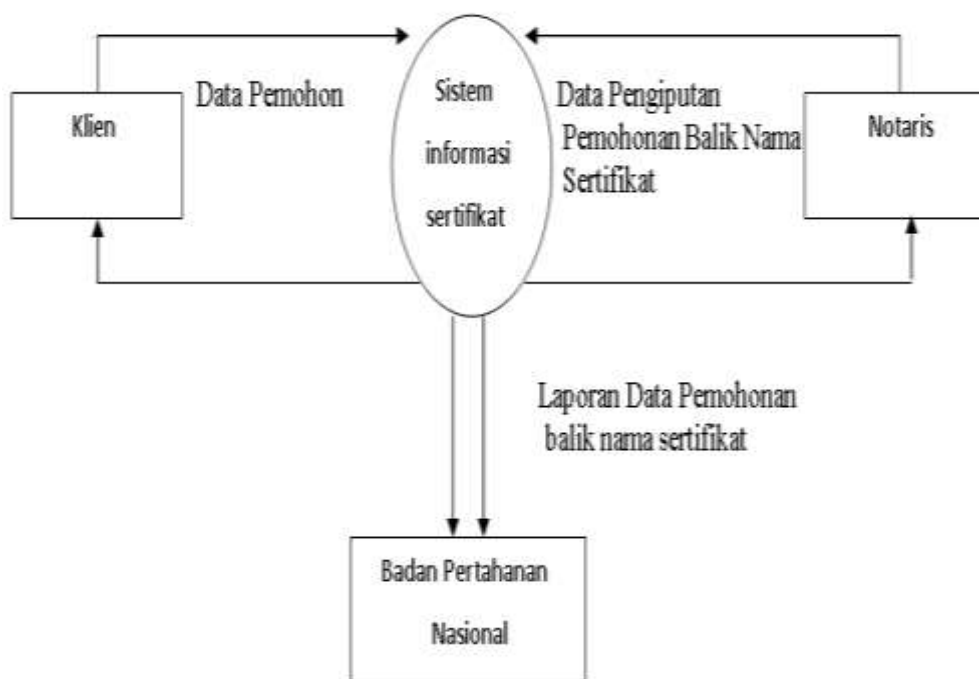 Klien
Data Pemohon
Sistem
informasi
sertifikat
Data Pengiputan
Pemohonan Balik Nama
Sertifikat
Notaris
Laporan Data Pemohonan
balik nama sertifikat
Badan Pertahanan
Nasional